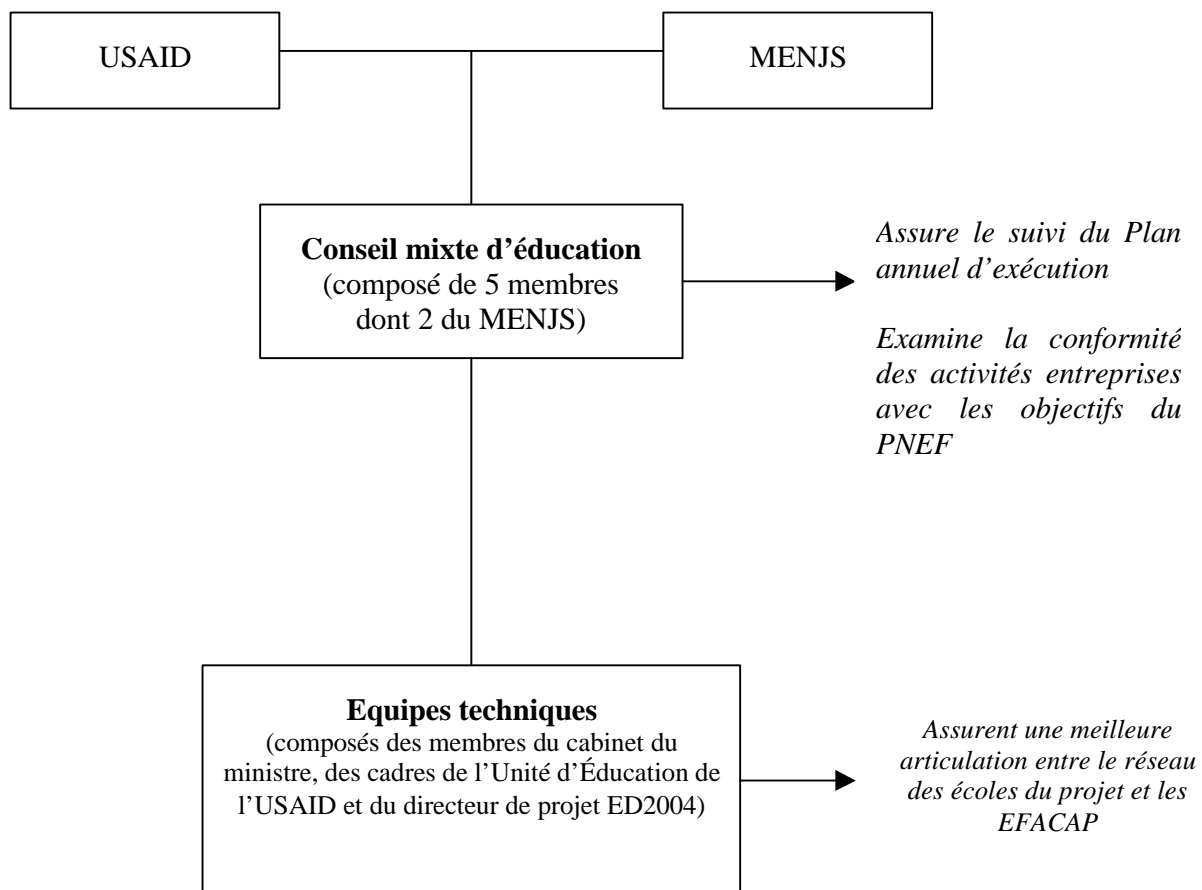 USAID
MENJS
Conseil mixte d’éducation
(composé de 5 membres
dont 2 du MENJS)
Assure le suivi du Plan
annuel d’exécution
Examine la conformité
des activités entreprises
avec les objectifs du
PNEF
Equipes techniques
(composés des membres du cabinet du
ministre, des cadres de l’Unité d’Éducation de
l’USAID et du directeur de projet ED2004)
Assurent une meilleure
articulation entre le réseau
des écoles du projet et les
EFACAP